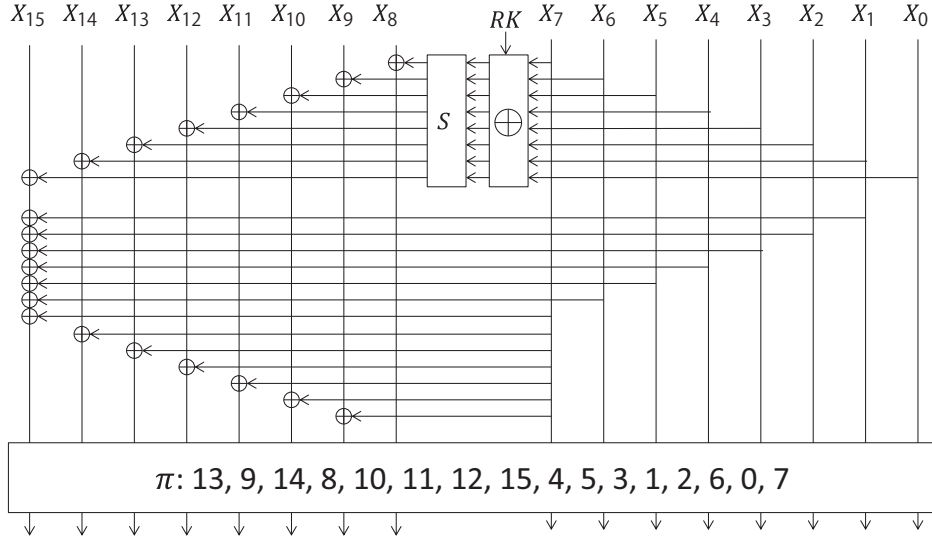 X15 X14 X13 X12 X11 X10 X9 X8 RK X7 X6 X5 X4 X3 X2 X1 X0
S
π: 13, 9, 14, 8, 10, 11, 12, 15, 4, 5, 3, 1, 2, 6, 0, 7